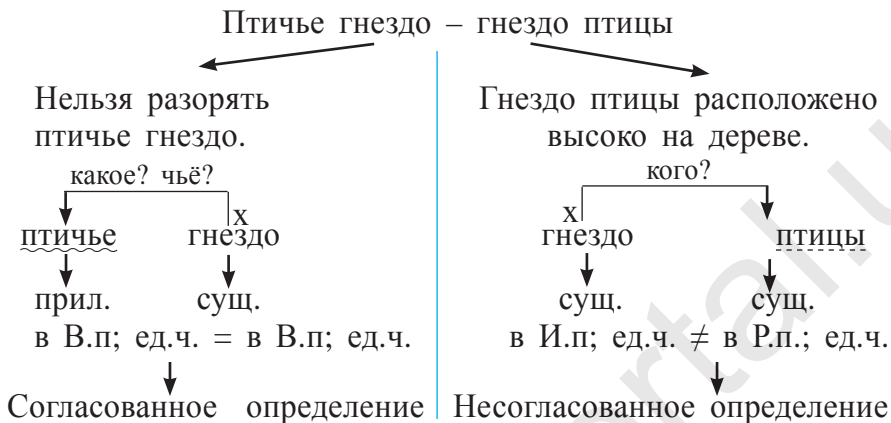 Птичье гнездо – гнездо птицы
Нельзя разорять
птичье гнездо.
какое? чьё?
х
птичье гнездо
прил. сущ.
в В.п; ед.ч. = в В.п; ед.ч.
Согласованное определение
Гнездо птицы расположено
высоко на дереве.
кого?
х
гнездо птицы
сущ. сущ.
в И.п; ед.ч. ≠ в Р.п.; ед.ч.
Несогласованное определение